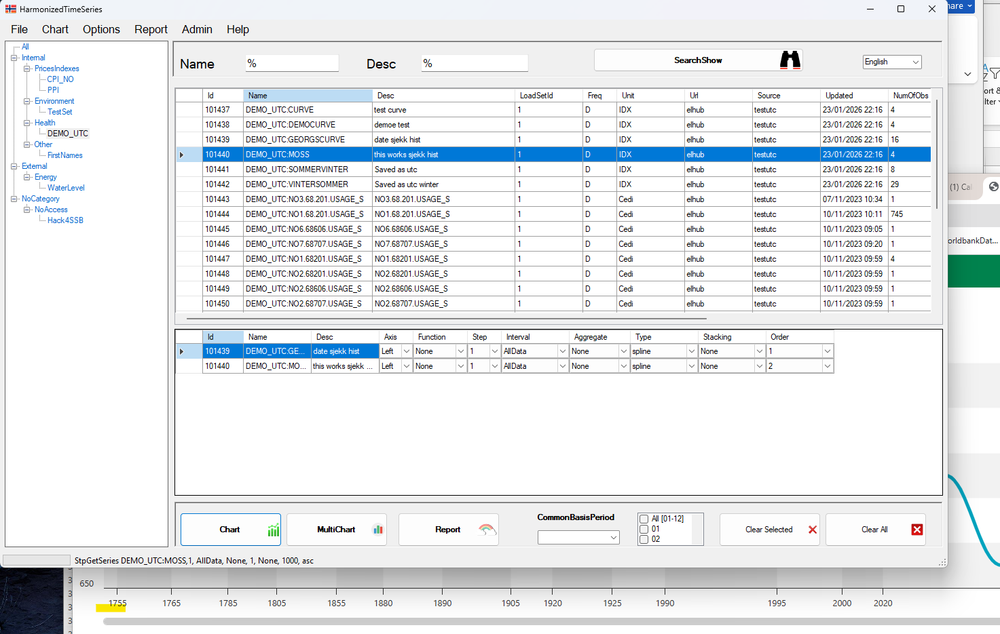 HarmonizedTimeSeries
File Chart Options Report Admin Help
All
Internal
PricesIndexes
CPI_NO
PPI
Environment
TestSet
Health
DEMO_UTC
Other
FirstNames
External
Energy
WaterLevel
NoCategory
NoAccess
Hack4SSB
Name % Desc % SearchShow English
Id Name Desc LoadSetId Freq Unit Url Source Updated NumOfObs
101437 DEMO_UTC:CURVE test curve 1 D IDX elhub testutc 23/01/2026 22:16 4
101438 DEMO_UTC:DEMOCURVE demoe test 1 D IDX elhub testutc 23/01/2026 22:16 4
101439 DEMO_UTC:GEORGSCURVE date sjekk hist 1 D IDX elhub testutc 23/01/2026 22:16 16
101440 DEMO_UTC:MOSS this works sjekk hist 1 D IDX elhub testutc 23/01/2026 22:16 4
101441 DEMO_UTC:SOMMERVINTER Saved as utc 1 D IDX elhub testutc 23/01/2026 22:16 8
101442 DEMO_UTC:VINTERSOMMER Saved as utc winter 1 D IDX elhub testutc 23/01/2026 22:16 29
101443 DEMO_UTC:NO3.68.201.USAGE_S NO3.68.201.USAGE_S 1 D Cedi elhub testutc 07/11/2023 10:34 1
101444 DEMO_UTC:NO1.68.201.USAGE_S NO1.68.201.USAGE_S 1 D Cedi elhub testutc 10/11/2023 10:11 745
101445 DEMO_UTC:NO6.68606.USAGE_S NO6.68606.USAGE_S 1 D Cedi elhub testutc 10/11/2023 09:05 1
101446 DEMO_UTC:NO7.68707.USAGE_S NO7.68707.USAGE_S 1 D Cedi elhub testutc 10/11/2023 09:20 1
101447 DEMO_UTC:NO1.68201.USAGE_S NO1.68201.USAGE_S 1 D Cedi elhub testutc 10/11/2023 09:59 4
101448 DEMO_UTC:NO2.68201.USAGE_S NO2.68201.USAGE_S 1 D Cedi elhub testutc 10/11/2023 09:59 1
101449 DEMO_UTC:NO2.68606.USAGE_S NO2.68606.USAGE_S 1 D Cedi elhub testutc 10/11/2023 09:59 1
101450 DEMO_UTC:NO2.68707.USAGE_S NO2.68707.USAGE_S 1 D Cedi elhub testutc 10/11/2023 09:59 1
Id Name Desc Axis Function Step Interval Aggregate Type Stacking Order
101439 DEMO_UTC:GE... date sjekk hist Left None 1 AllData None spline None 1
101440 DEMO_UTC:MO... this works sjekk ... Left None 1 AllData None spline None 2
Chart MultiChart Report CommonBasisPeriod
All [01-12]
01
02
Clear Selected Clear All
StpGetSeries DEMO_UTC:MOSS,1, AllData, None, 1, None, 1000, asc
hare
ort &
lter
(1) Cal
orldbankDat...
3
3
3
3
3
650
1755 1765 1785 1805 1855 1880 1890 1905 1920 1925 1990 1995 2000 2020